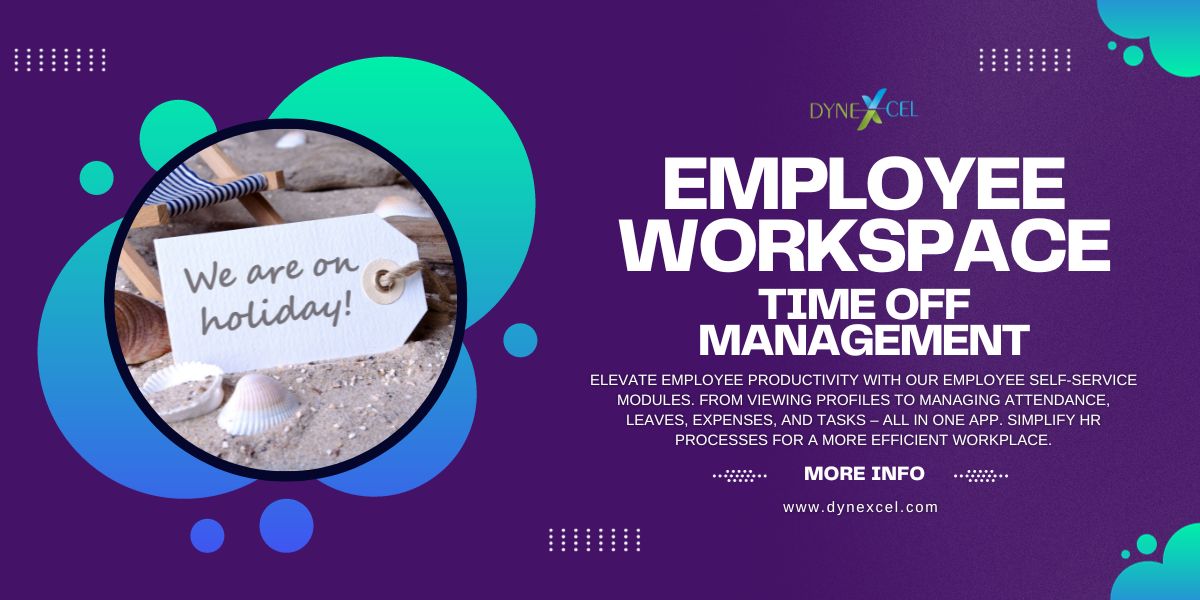 We are on
holiday!
DYNEXCEL
EMPLOYEE
WORKSPACE
TIME OFF
MANAGEMENT
ELEVATE EMPLOYEE PRODUCTIVITY WITH OUR EMPLOYEE SELF-SERVICE
MODULES. FROM VIEWING PROFILES TO MANAGING ATTENDANCE,
LEAVES, EXPENSES, AND TASKS – ALL IN ONE APP. SIMPLIFY HR
PROCESSES FOR A MORE EFFICIENT WORKPLACE.
MORE INFO
www.dynexcel.com